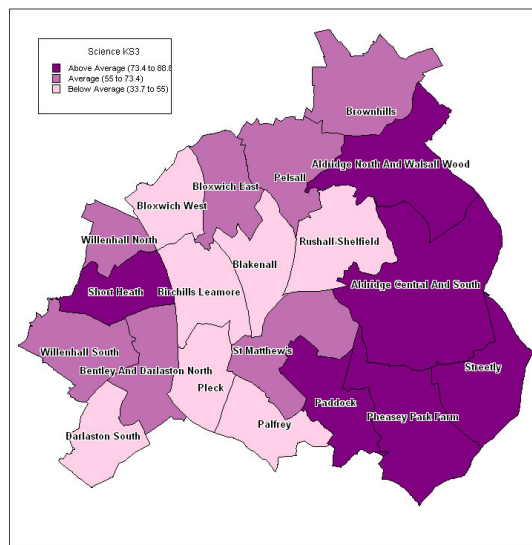 Science KS3
Above Average (73.4 to 88.8
Average (55 to 73.4)
Below Average (33.7 to 55)
Brownhills
Aldridge North And Walsall Wood
Pelsall
Bloxwich East
Bloxwich West
Willenhall North
Rushall-Shelfield
Blakenall
Short Heath
Birchills Leamore
Aldridge Central And South
Willenhall South
St Matthew's
Bentley And Darlaston North
Streetly
Pleck
Paddock
Pheasey Park Farm
Palfrey
Darlaston South